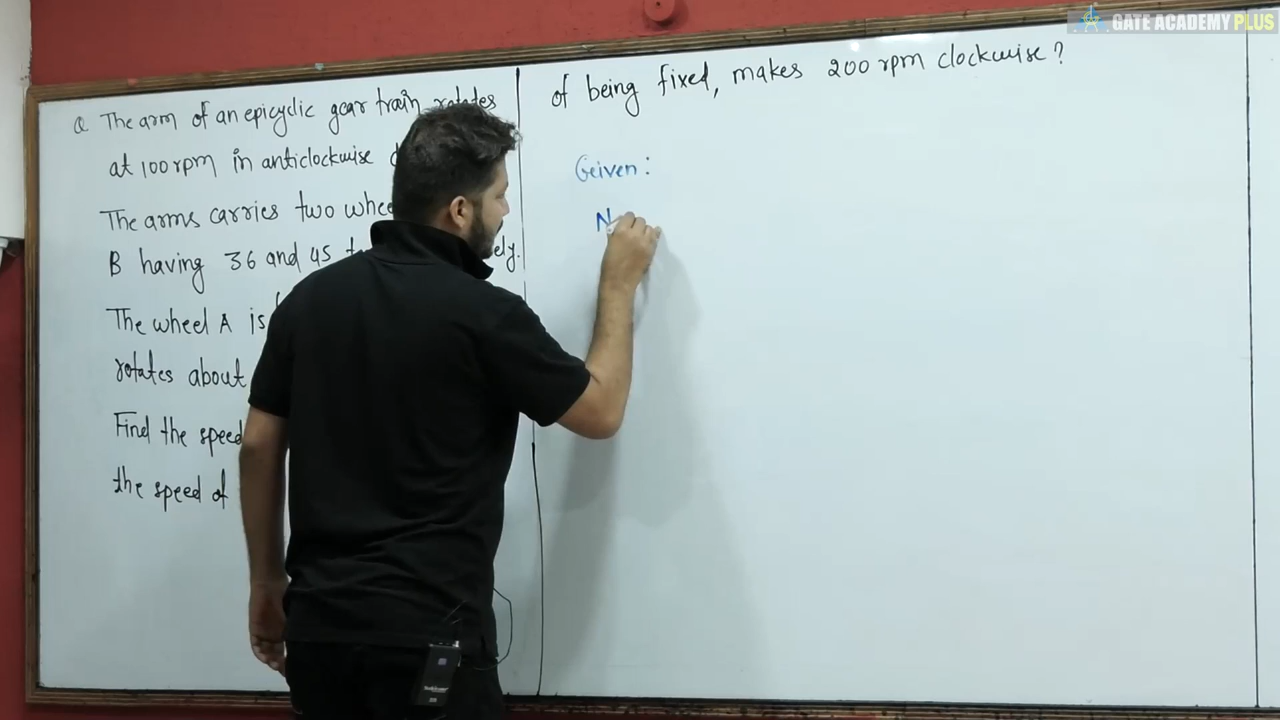 GATE ACADEMY PLUS
Q The arm of an epicyclic gear train rotates
at 100 rpm in anticlockwise
The arms carries two
B having 36 and 45
The wheel A is
rotates about
Find the speed
the speed of
of being fixed, makes 200 rpm clockwise?
Geiven:
N